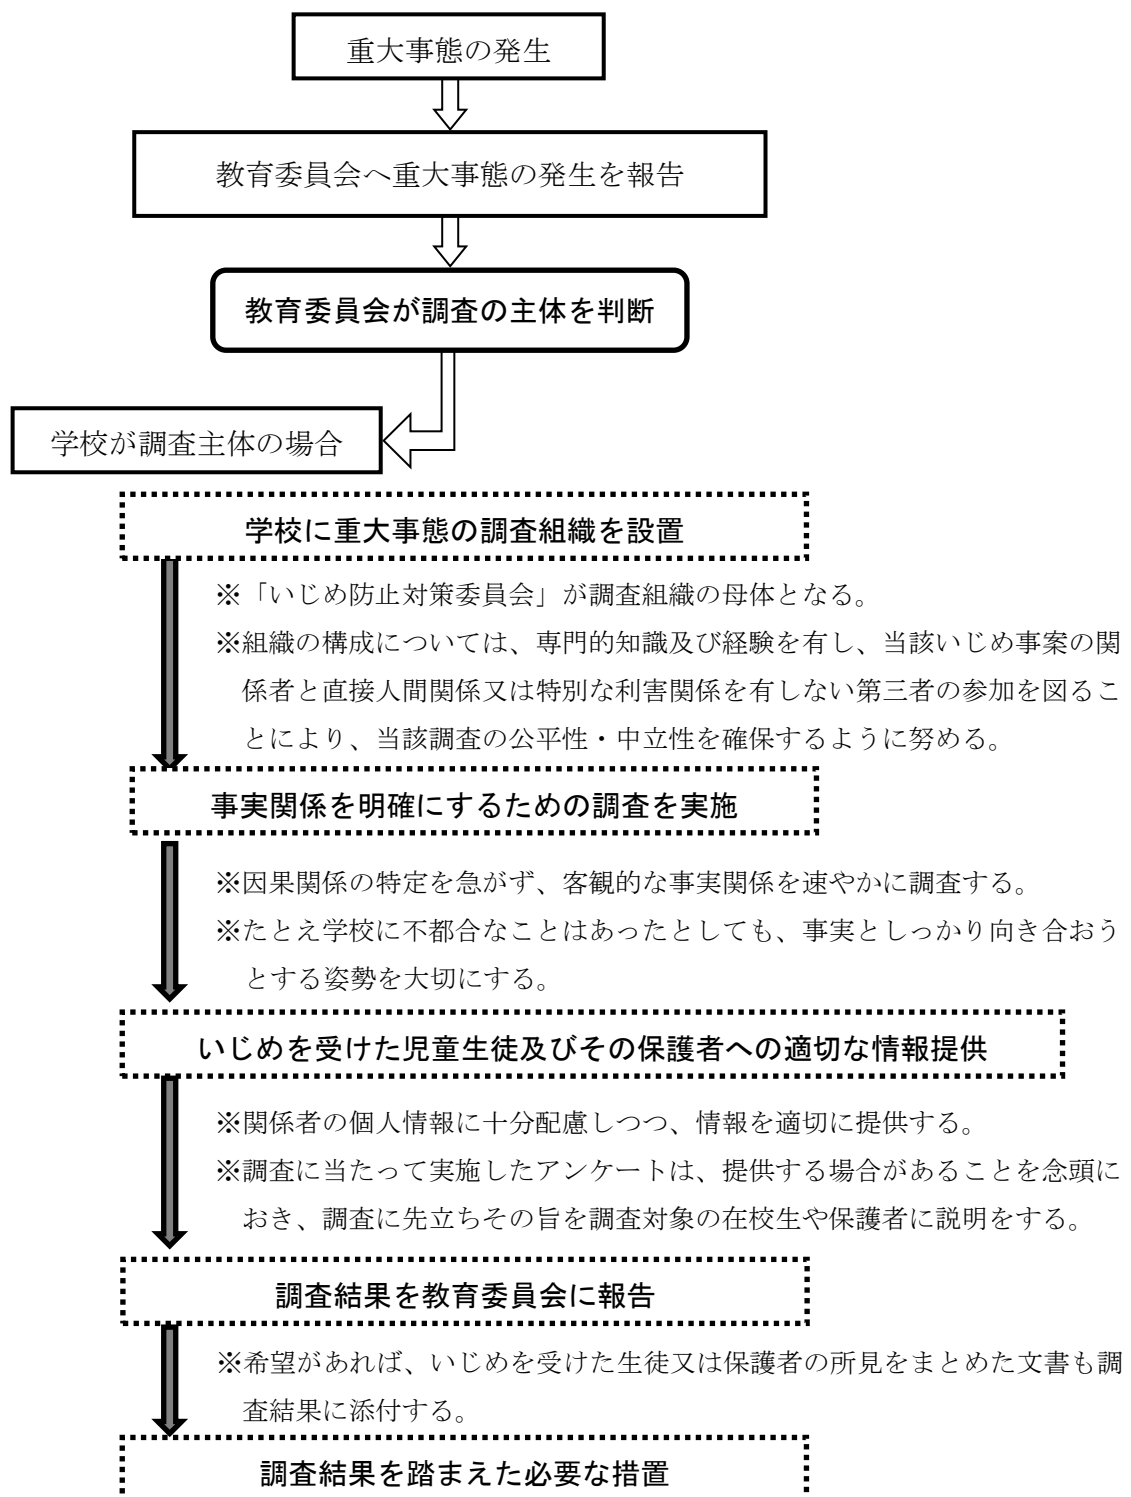 重大事態の発生
教育委員会へ重大事態の発生を報告
教育委員会が調査の主体を判断
学校が調査主体の場合
学校に重大事態の調査組織を設置
※「いじめ防止対策委員会」が調査組織の母体となる。
※組織の構成については、専門的知識及び経験を有し、当該いじめ事案の関
係者と直接人間関係又は特別な利害関係を有しない第三者の参加を図るこ
とにより、当該調査の公平性・中立性を確保するように努める。
事実関係を明確にするための調査を実施
※因果関係の特定を急がず、客観的な事実関係を速やかに調査する。
※たとえ学校に不都合なことはあったとしても、事実としっかり向き合おう
とする姿勢を大切にする。
いじめを受けた児童生徒及びその保護者への適切な情報提供
※関係者の個人情報に十分配慮しつつ、情報を適切に提供する。
※調査に当たって実施したアンケートは、提供する場合があることを念頭に
おき、調査に先立ちその旨を調査対象の在校生や保護者に説明をする。
調査結果を教育委員会に報告
※希望があれば、いじめを受けた生徒又は保護者の所見をまとめた文書も調
査結果に添付する。
調査結果を踏まえた必要な措置